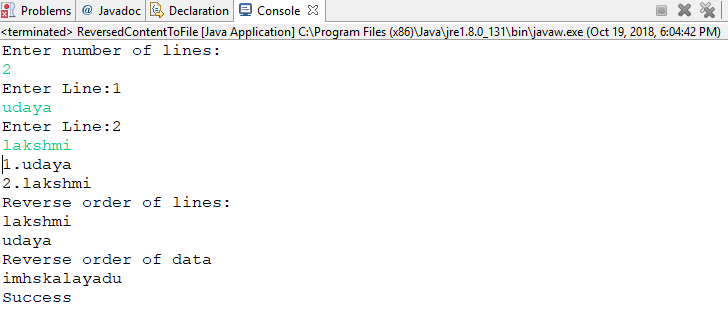 Problems @ Javadoc Declaration Console
<terminated> ReversedContentToFile [Java Application] C:\Program Files (x86)\Java\jre1.8.0_131\bin\javaw.exe (Oct 19, 2018, 6:04:42 PM)
Enter number of lines:
2
Enter Line:1
udaya
Enter Line:2
lakshmi
1.udaya
2.lakshmi
Reverse order of lines:
lakshmi
udaya
Reverse order of data
imhskalayadu
Success